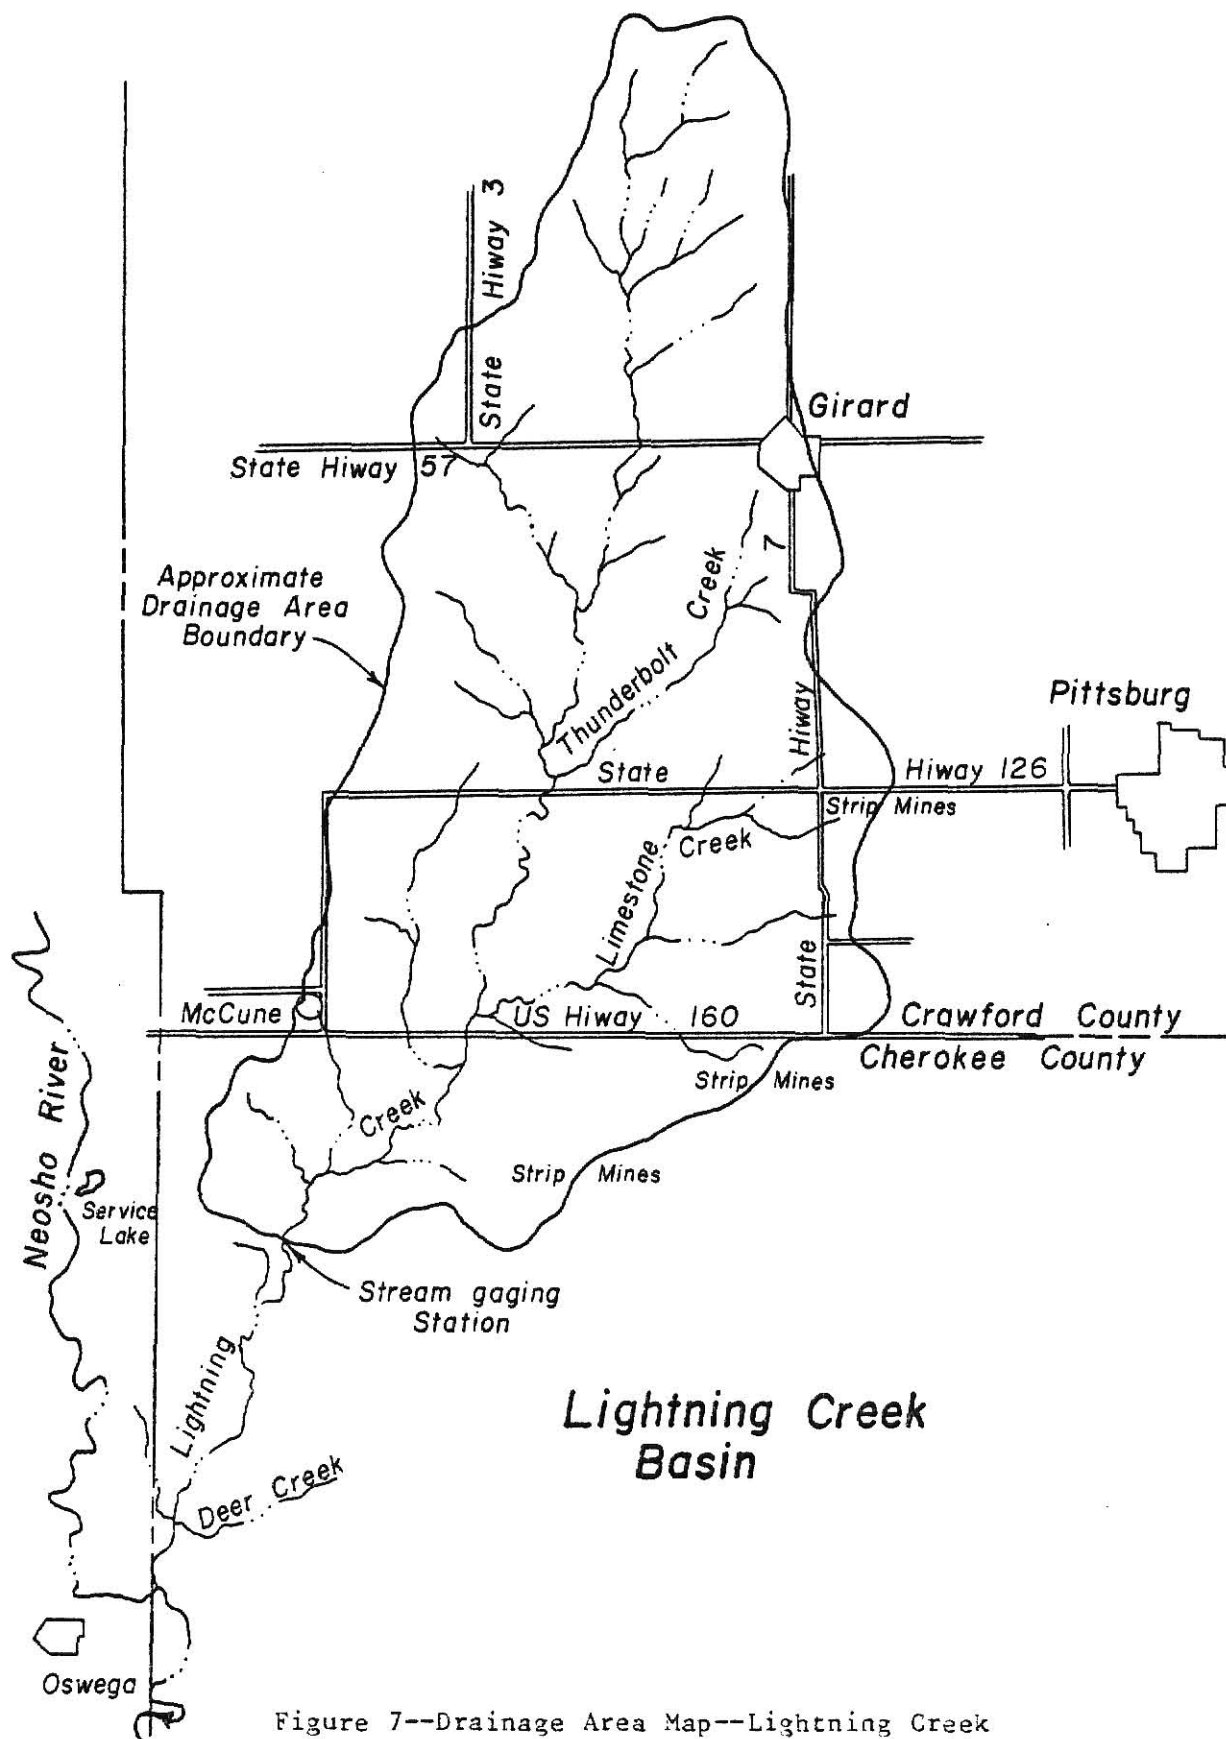 State Hiway 3
Girard
State Hiway 57
7
Approximate
Drainage Area
Boundary
Thunderbolt Creek
Pittsburg
State Hiway 126
State Hiway
Strip Mines
Limestone Creek
McCune
US Hiway 160
Crawford County
Cherokee County
Strip Mines
Strip Mines
Neosho River
Service
Lake
Lightning Creek
Stream gaging
Station
Lightning Creek
Basin
Deer Creek
Oswega
Figure 7--Drainage Area Map--Lightning Creek